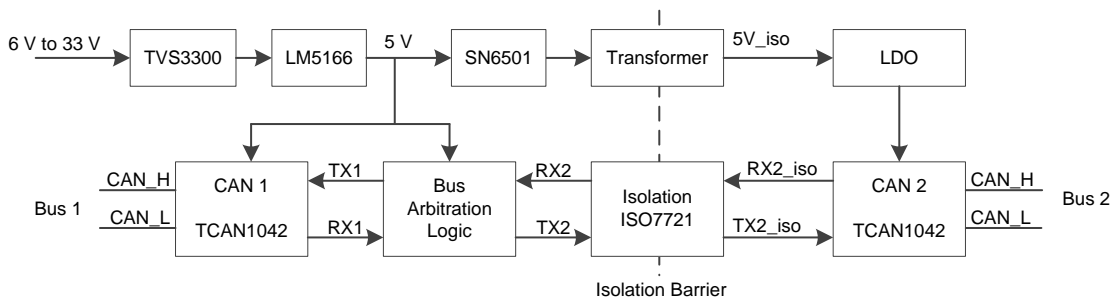 6 V to 33 V
TVS3300
LM5166
5 V
SN6501
Transformer
5V_iso
LDO
Bus 1
CAN_H
CAN_L
CAN 1
TCAN1042
TX1
RX1
Bus
Arbitration
Logic
RX2
TX2
Isolation
ISO7721
RX2_iso
TX2_iso
CAN 2
TCAN1042
CAN_H
CAN_L
Bus 2
Isolation Barrier